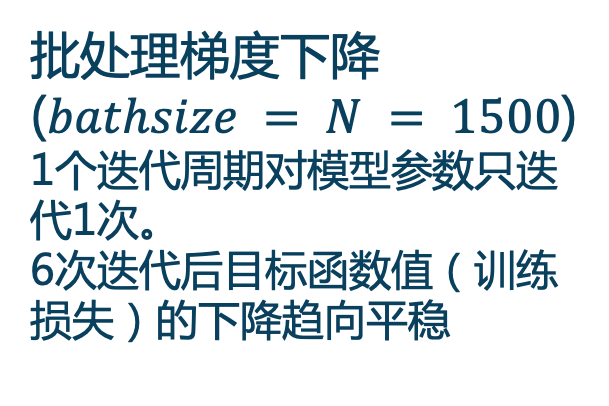 批处理梯度下降
(bathsize = N = 1500)
1个迭代周期对模型参数只迭
代1次。
6次迭代后目标函数值（训练
损失）的下降趋向平稳